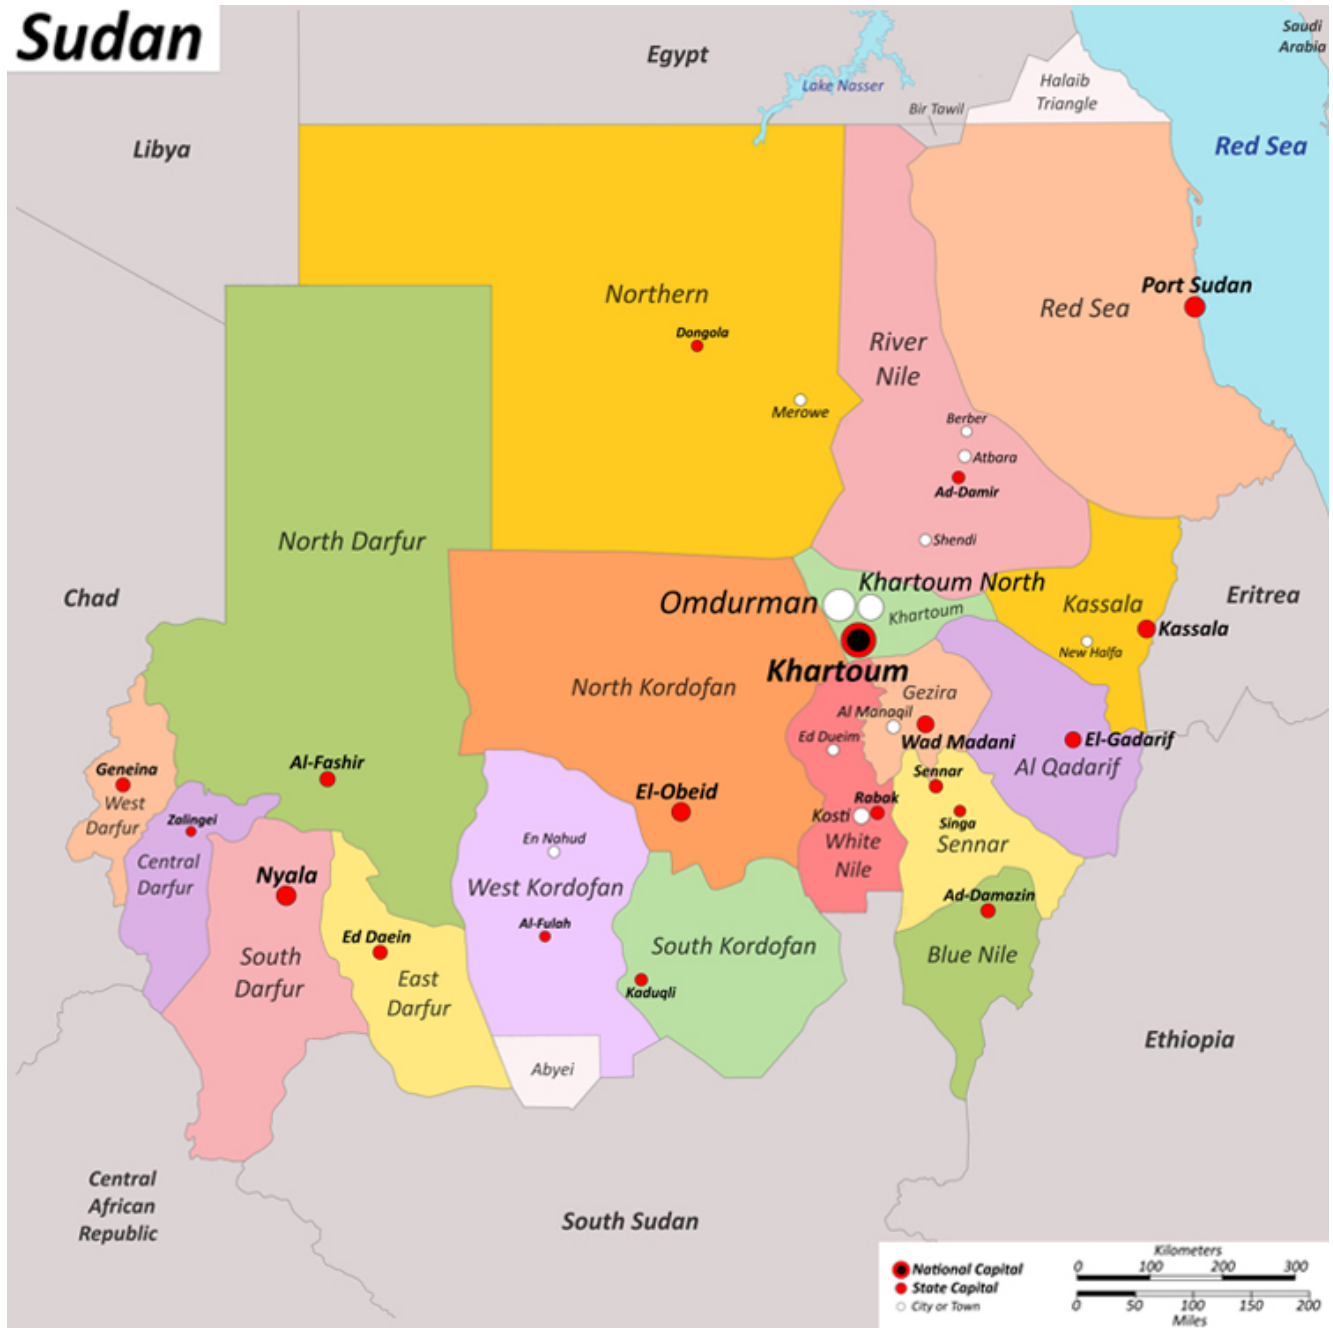 Sudan
Saudi
Arabia
Egypt
Lake Nasser
Halaib
Triangle
Bir Tawil
Libya
Red Sea
Port Sudan
Northern
Red Sea
Dongola
River
Nile
Merowe
Berber
Atbara
Ad-Damir
North Darfur
Shendi
Khartoum North
Chad
Omdurman
Khartoum
Kassala
Eritrea
Kassala
New Halfa
Khartoum
North Kordofan
Gezira
Al Manaqil
Ed Dueim
Wad Madani
El-Gadarif
Al Qadarif
Al-Fashir
Geneina
West
Darfur
Sennar
El-Obeid
Rabak
Kosti
Zalingei
Singa
Sennar
En Nahud
White
Nile
Central
Darfur
Nyala
West Kordofan
Ad-Damazin
Al-Fulah
Ed Daein
South Kordofan
Blue Nile
South
Darfur
East
Darfur
Kaduqli
Ethiopia
Abyei
Central
African
Republic
South Sudan
National Capital
State Capital
City or Town
Kilometers
0 100 200 300
0 50 100 150 200
Miles